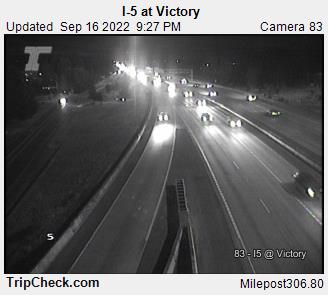 I-5 at Victory
Updated Sep 16 2022 9:27 PM Camera 83
S
83 - I5 @ Victory
TripCheck.com Milepost306.80